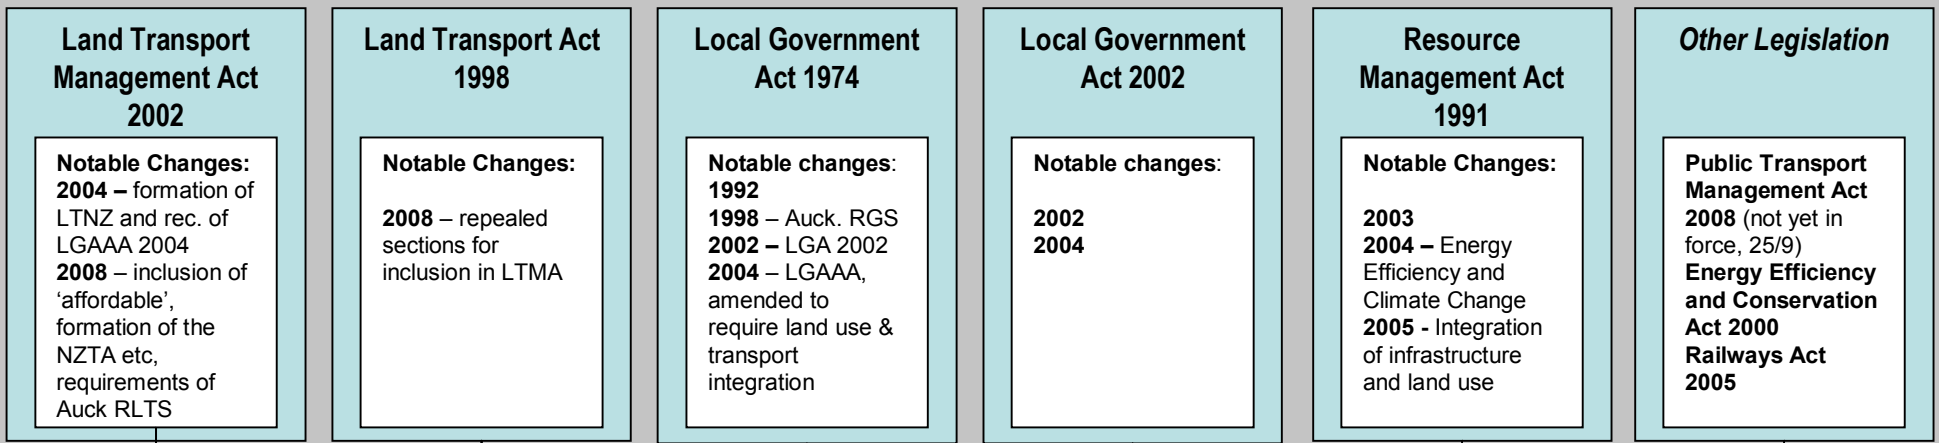 Land Transport
Management Act
2002
Notable Changes:
2004 – formation of
LTNZ and rec. of
LGAAA 2004
2008 – inclusion of
‘affordable’,
formation of the
NZTA etc,
requirements of
Auck RLTS
Land Transport Act
1998
Notable Changes:
2008 – repealed
sections for
inclusion in LTMA
Local Government
Act 1974
Notable changes:
1992
1998 – Auck. RGS
2002 – LGA 2002
2004 – LGAAA,
amended to
require land use &
transport
integration
Local Government
Act 2002
Notable changes:
2002
2004
Resource
Management Act
1991
Notable Changes:
2003
2004 – Energy
Efficiency and
Climate Change
2005 - Integration
of infrastructure
and land use
Other Legislation
Public Transport
Management Act
2008 (not yet in
force, 25/9)
Energy Efficiency
and Conservation
Act 2000
Railways Act
2005